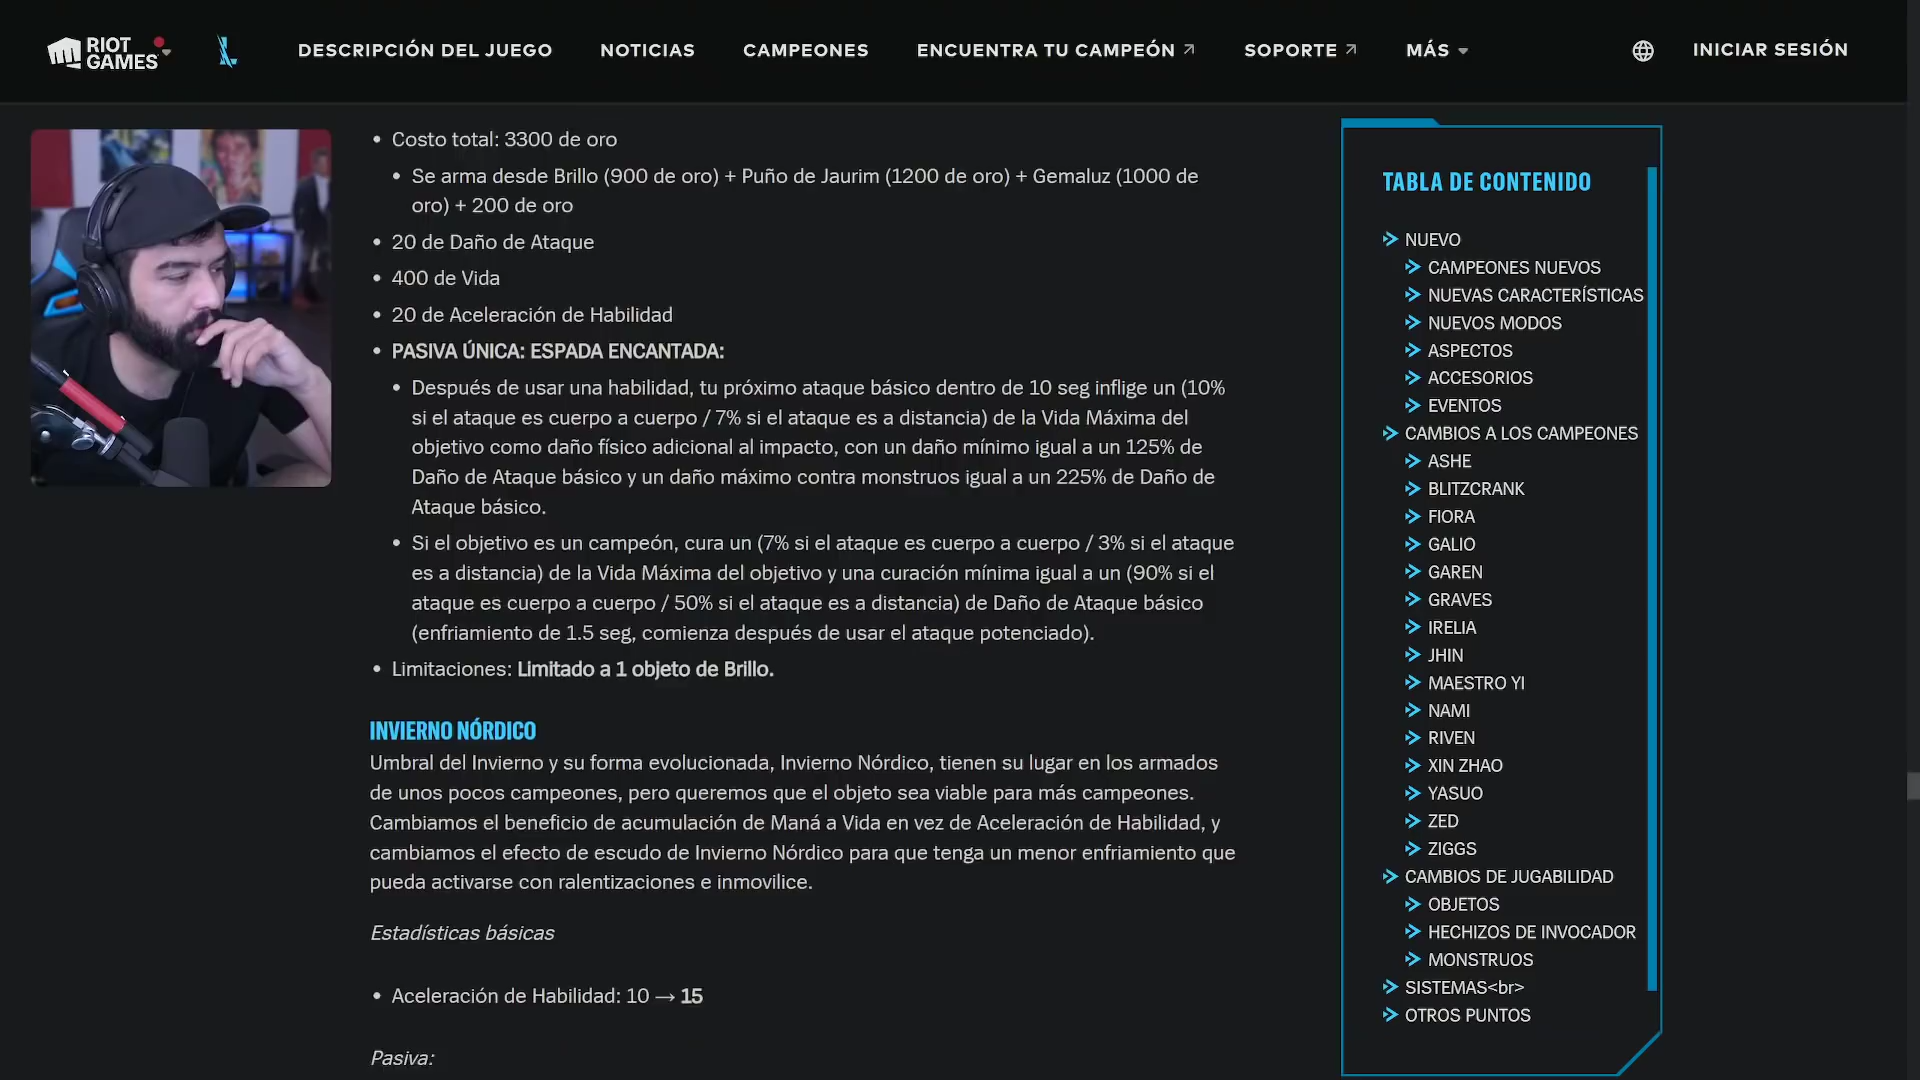 RIOT
GAMES
DESCRIPCIÓN DEL JUEGO
NOTICIAS
CAMPEONES
ENCUENTRA TU CAMPEÓN
SOPORTE
MÁS
INICIAR SESIÓN
• Costo total: 3300 de oro
• Se arma desde Brillo (900 de oro) + Puño de Jaurim (1200 de oro) + Gemaluz (1000 de
oro) + 200 de oro
• 20 de Daño de Ataque
• 400 de Vida
• 20 de Aceleración de Habilidad
• PASIVA ÚNICA: ESPADA ENCANTADA:
• Después de usar una habilidad, tu próximo ataque básico dentro de 10 seg inflige un (10%
si el ataque es cuerpo a cuerpo / 7% si el ataque es a distancia) de la Vida Máxima del
objetivo como daño físico adicional al impacto, con un daño mínimo igual a un 125% de
Daño de Ataque básico y un daño máximo contra monstruos igual a un 225% de Daño de
Ataque básico.
• Si el objetivo es un campeón, cura un (7% si el ataque es cuerpo a cuerpo / 3% si el ataque
es a distancia) de la Vida Máxima del objetivo y una curación mínima igual a un (90% si el
ataque es cuerpo a cuerpo / 50% si el ataque es a distancia) de Daño de Ataque básico
(enfriamiento de 1.5 seg, comienza después de usar el ataque potenciado).
• Limitaciones: Limitado a 1 objeto de Brillo.
INVIERNO NÓRDICO
Umbral del Invierno y su forma evolucionada, Invierno Nórdico, tienen su lugar en los armados
de unos pocos campeones, pero queremos que el objeto sea viable para más campeones.
Cambiamos el beneficio de acumulación de Maná a Vida en vez de Aceleración de Habilidad, y
cambiamos el efecto de escudo de Invierno Nórdico para que tenga un menor enfriamiento que
pueda activarse con ralentizaciones e inmovilice.
Estadísticas básicas
• Aceleración de Habilidad: 10 → 15
Pasiva:
TABLA DE CONTENIDO
NUEVO
CAMPEONES NUEVOS
NUEVAS CARACTERÍSTICAS
NUEVOS MODOS
ASPECTOS
ACCESORIOS
EVENTOS
CAMBIOS A LOS CAMPEONES
ASHE
BLITZCRANK
FIORA
GALIO
GAREN
GRAVES
IRELIA
JHIN
MAESTRO YI
NAMI
RIVEN
XIN ZHAO
YASUO
ZED
ZIGGS
CAMBIOS DE JUGABILIDAD
OBJETOS
HECHIZOS DE INVOCADOR
MONSTRUOS
SISTEMAS<br>
OTROS PUNTOS